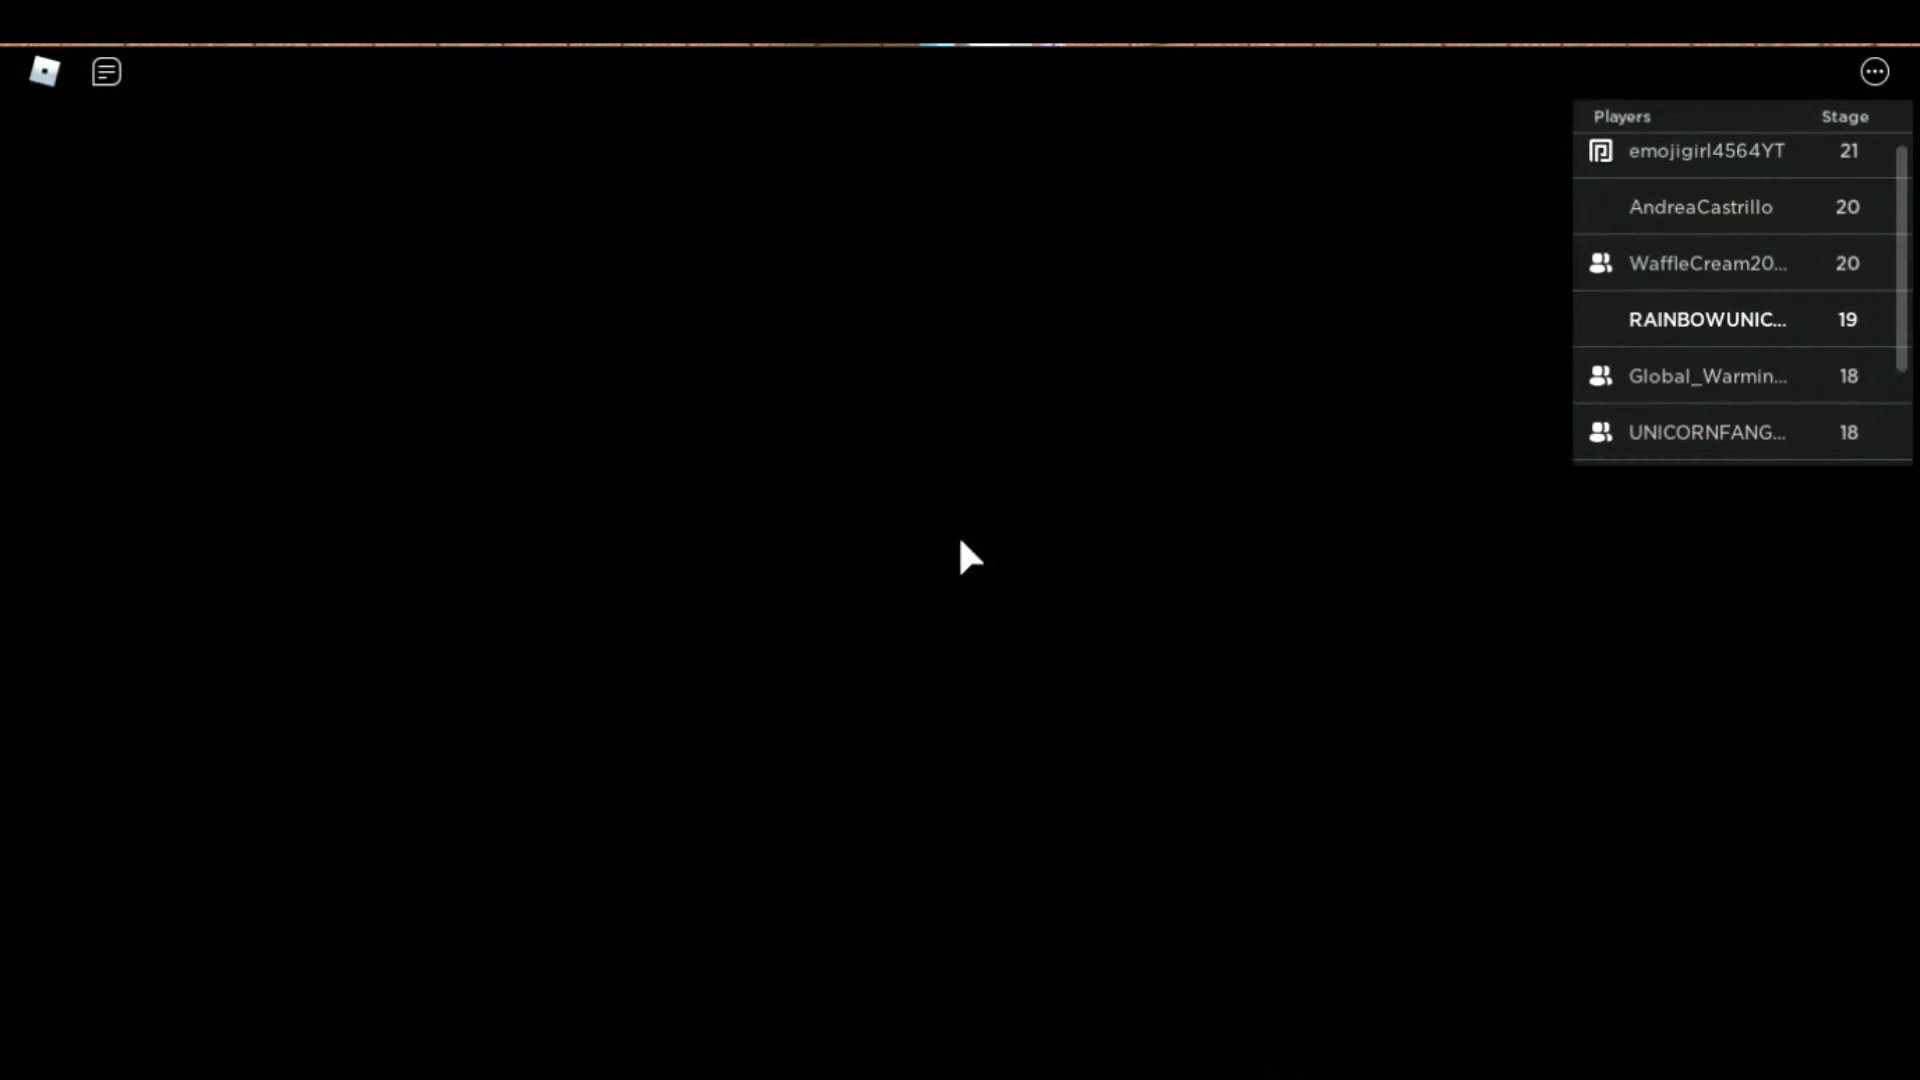 Players Stage
emojigirl4564YT 21
AndreaCastrillo 20
WaffleCream20... 20
RAINBOWUNIC... 19
Global_Warmin... 18
UNICORNFANG... 18